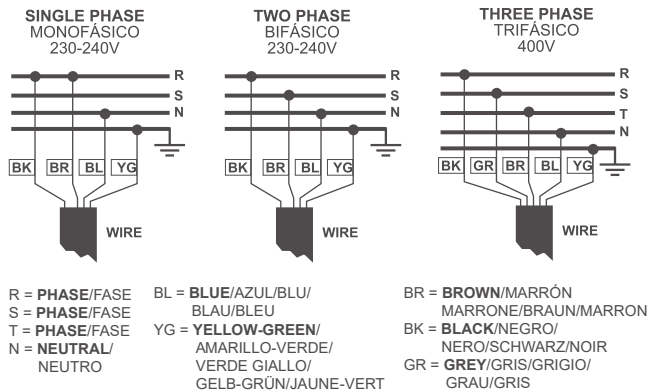 SINGLE PHASE
MONOFÁSICO
230-240V
R
S
N
BK
BR
BL
YG
WIRE
TWO PHASE
BIFÁSICO
230-240V
R
S
N
BK
BR
BL
YG
WIRE
THREE PHASE
TRIFÁSICO
400V
R
S
T
N
BK
GR
BR
BL
YG
WIRE
R = PHASE/FASE
S = PHASE/FASE
T = PHASE/FASE
N = NEUTRAL/
NEUTRO
BL = BLUE/AZUL/BLU/
BLAU/BLEU
YG = YELLOW-GREEN/
AMARILLO-VERDE/
VERDE GIALLO/
GELB-GRÜN/JAUNE-VERT
BR = BROWN/MARRÓN
MARRONE/BRAUN/MARRON
BK = BLACK/NEGRO/
NERO/SCHWARZ/NOIR
GR = GREY/GRIS/GRIGIO/
GRAU/GRIS